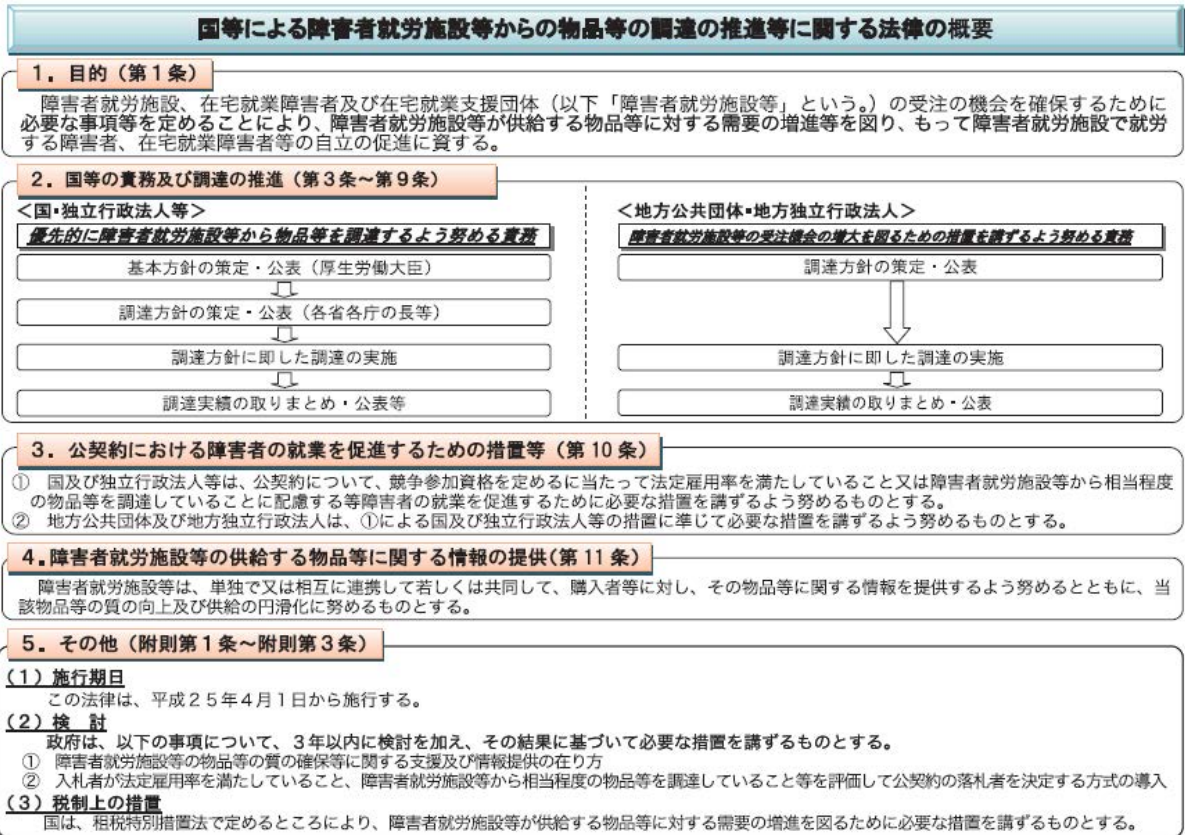 国等による障害者就労施設等からの物品等の調達の推進等に関する法律の概要
1．目的（第1条）
障害者就労施設、在宅就業障害者及び在宅就業支援団体（以下「障害者就労施設等」という。）の受注の機会を確保するために
必要な事項等を定めることにより、障害者就労施設等が供給する物品等に対する需要の増進等を図り、もって障害者就労施設で就労
する障害者、在宅就業障害者等の自立の促進に資する。
2．国等の責務及び調達の推進（第3条～第9条）
＜国・独立行政法人等＞
優先的に障害者就労施設等から物品等を調達するよう努める責務
基本方針の策定・公表（厚生労働大臣）
調達方針の策定・公表（各省各庁の長等）
調達方針に即した調達の実施
調達実績の取りまとめ・公表等
＜地方公共団体・地方独立行政法人＞
障害者就労施設等の受注機会の増大を図るための措置を講ずるよう努める責務
調達方針の策定・公表
調達方針に即した調達の実施
調達実績の取りまとめ・公表
3．公契約における障害者の就業を促進するための措置等（第10条）
① 国及び独立行政法人等は、公契約について、競争参加資格を定めるに当たって法定雇用率を満たしていること又は障害者就労施設等から相当程度
の物品等を調達していることに配慮する等障害者の就業を促進するために必要な措置を講ずるよう努めるものとする。
② 地方公共団体及び地方独立行政法人は、①による国及び独立行政法人等の措置に準じて必要な措置を講ずるよう努めるものとする。
4．障害者就労施設等の供給する物品等に関する情報の提供（第11条）
障害者就労施設等は、単独で又は相互に連携して若しくは共同して、購入者等に対し、その物品等に関する情報を提供するよう努めるとともに、当
該物品等の質の向上及び供給の円滑化に努めるものとする。
5．その他（附則第1条～附則第3条）
（1）施行期日
この法律は、平成25年4月1日から施行する。
（2）検 討
政府は、以下の事項について、3年以内に検討を加え、その結果に基づいて必要な措置を講ずるものとする。
① 障害者就労施設等の物品等の質の確保等に関する支援及び情報提供の在り方
② 入札者が法定雇用率を満たしていること、障害者就労施設等から相当程度の物品等を調達していること等を評価して公契約の落札者を決定する方式の導入
（3）税制上の措置
国は、租税特別措置法で定めるところにより、障害者就労施設等が供給する物品等に対する需要の増進を図るために必要な措置を講ずるものとする。